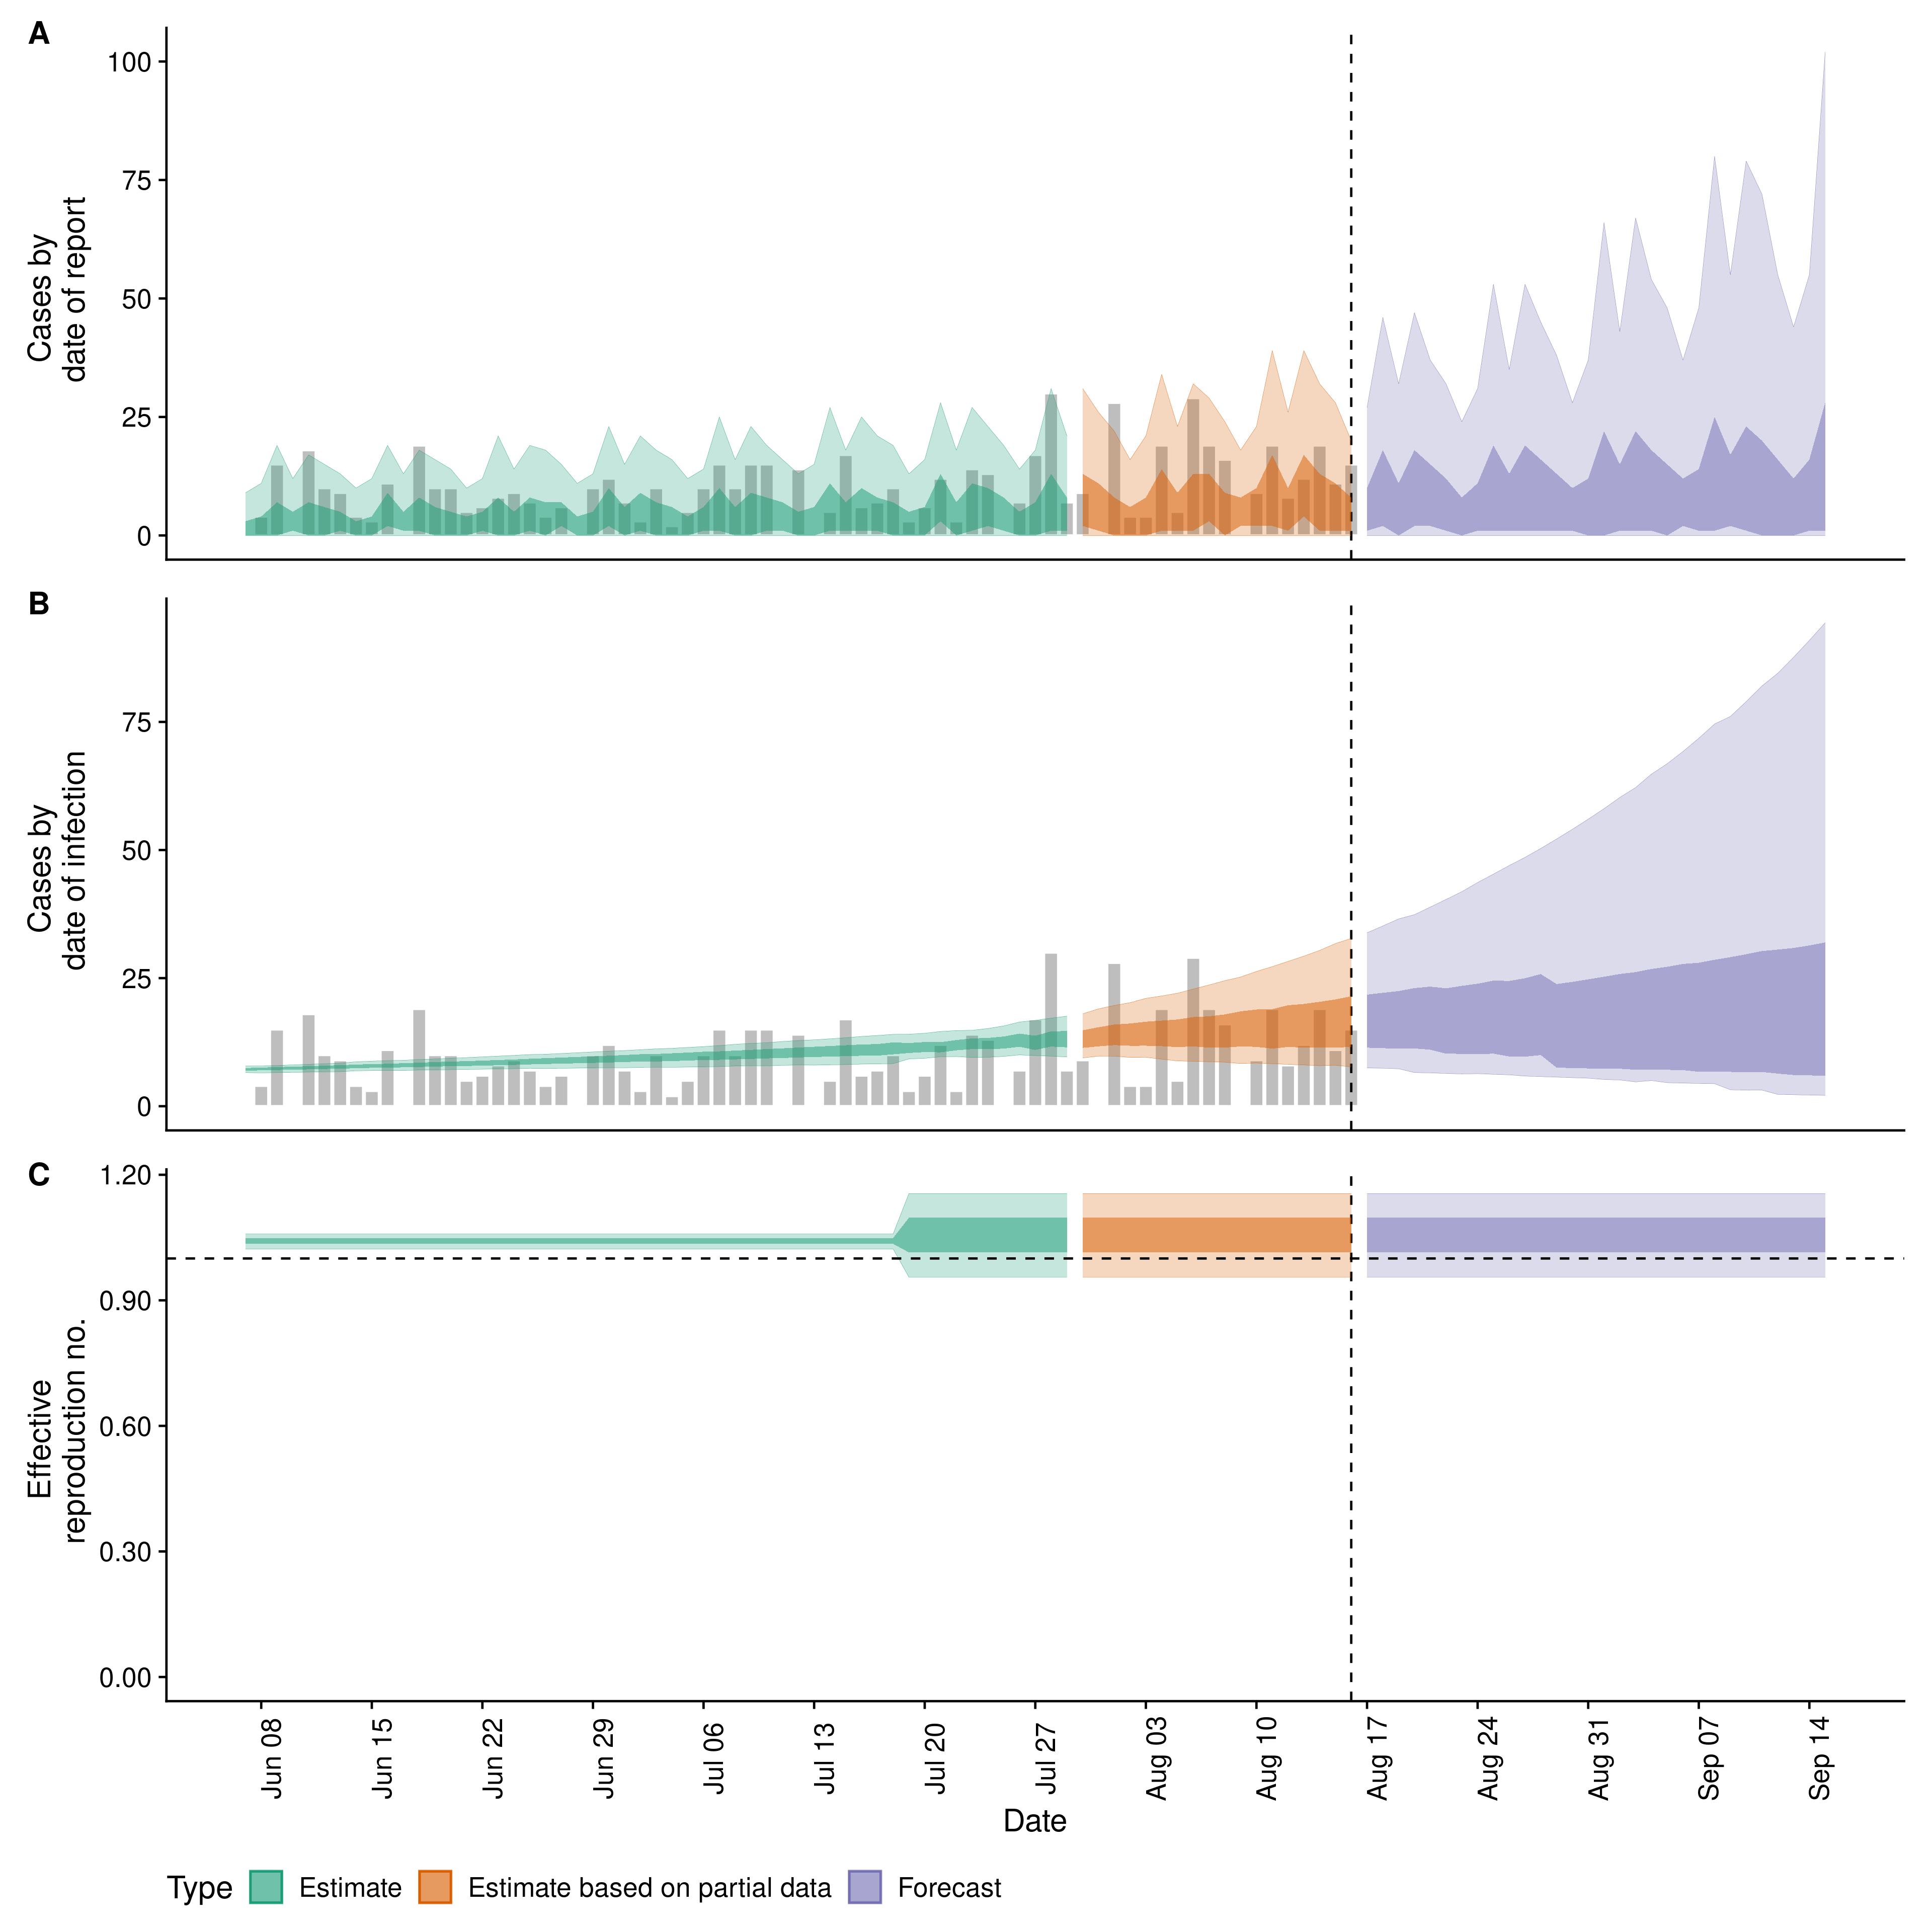 A
100
75
50
25
0
Cases by
date of report
B
75
50
25
0
Cases by
date of infection
C
1.20
0.90
0.60
0.30
0.00
Effective
reproduction no.
Jun 08
Jun 15
Jun 22
Jun 29
Jul 06
Jul 13
Jul 20
Jul 27
Aug 03
Aug 10
Aug 17
Aug 24
Aug 31
Sep 07
Sep 14
Date
Type Estimate Estimate based on partial data Forecast